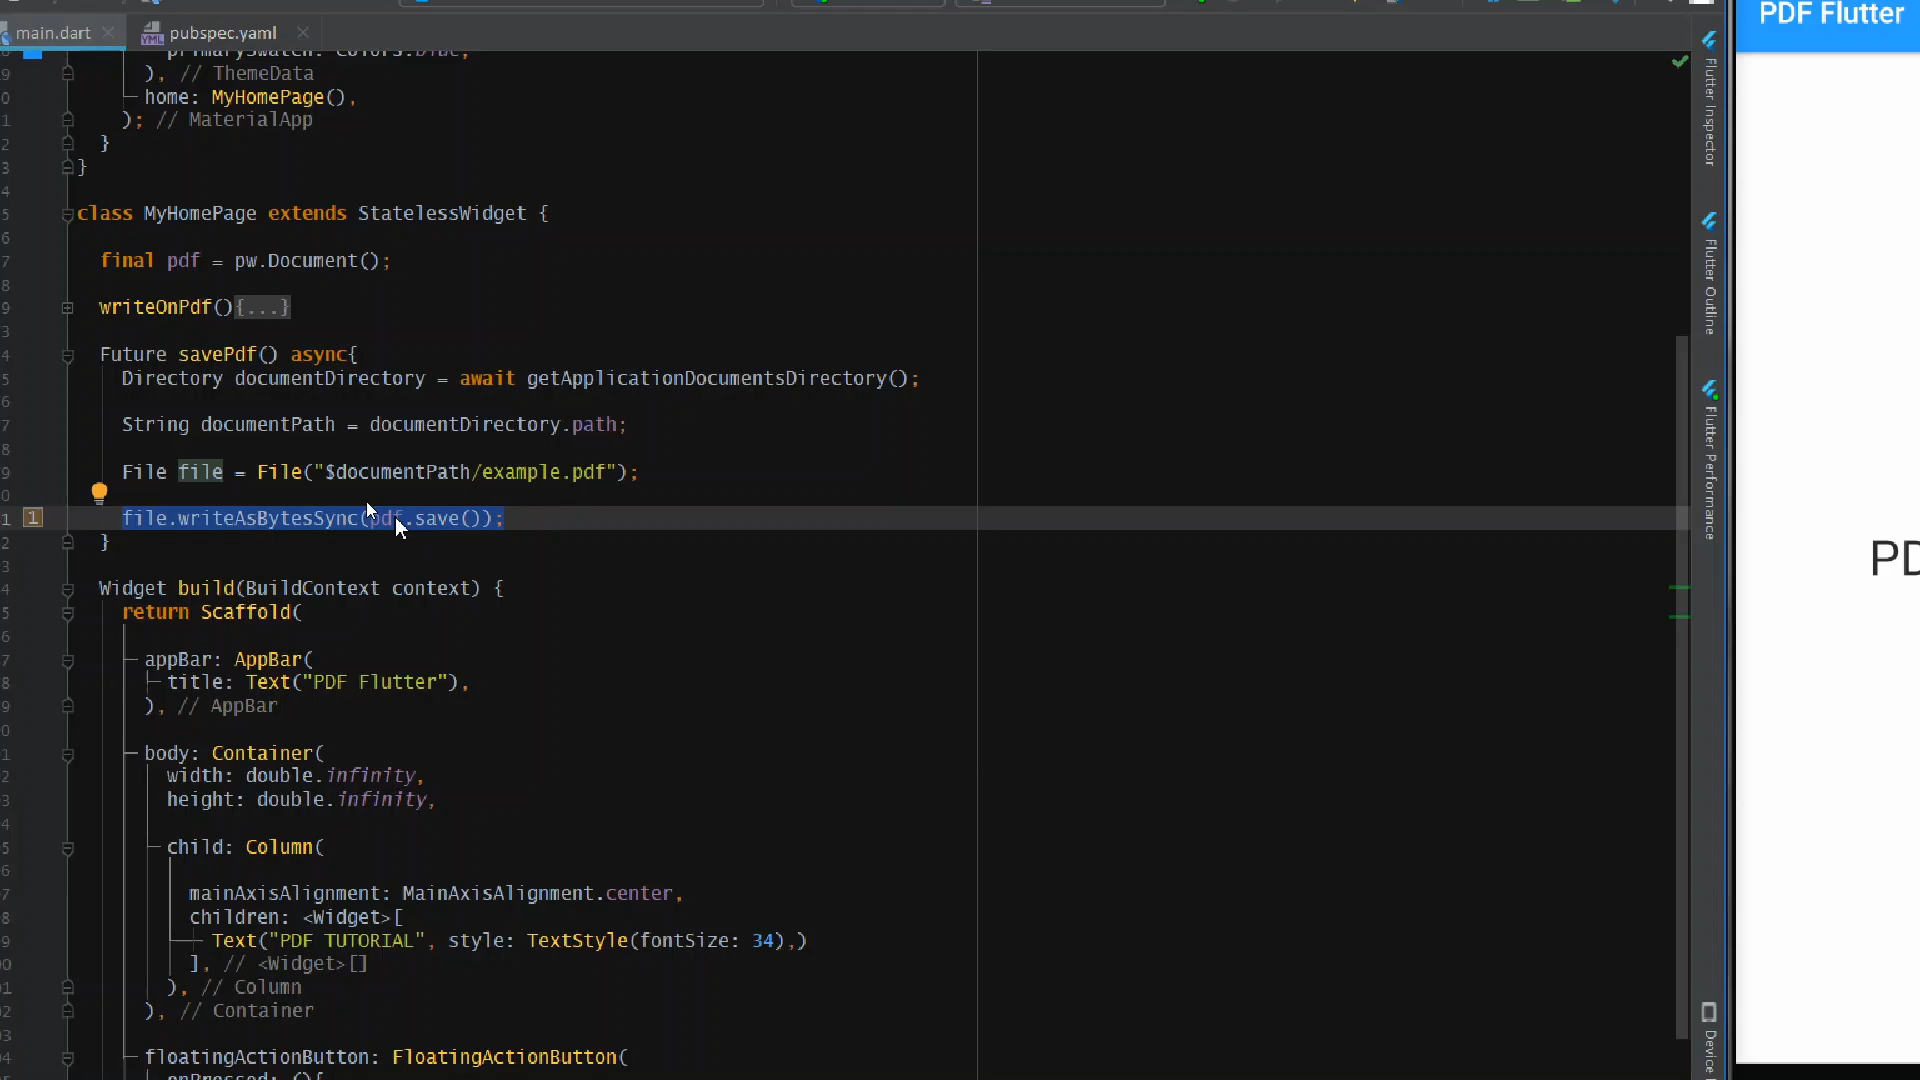 PDF Flutter
main.dart
pubspec.yaml
primarySwatch: Colors.blue,
), // ThemeData
home: MyHomePage(),
); // MaterialApp
}
}
class MyHomePage extends StatelessWidget {
final pdf = pw.Document();
writeOnPdf(){...}
Future savePdf() async{
Directory documentDirectory = await getApplicationDocumentsDirectory();
String documentPath = documentDirectory.path;
File file = File("$documentPath/example.pdf");
1 file.writeAsBytesSync(pdf.save());
}
Widget build(BuildContext context) {
return Scaffold(
appBar: AppBar(
title: Text("PDF Flutter"),
), // AppBar
body: Container(
width: double.infinity,
height: double.infinity,
child: Column(
mainAxisAlignment: MainAxisAlignment.center,
children: <Widget>[
Text("PDF TUTORIAL", style: TextStyle(fontSize: 34),)
], // <Widget>[]
), // Column
), // Container
floatingActionButton: FloatingActionButton(
onPressed: (){
Flutter Inspector
Flutter Outline
Flutter Performance
Device
PD